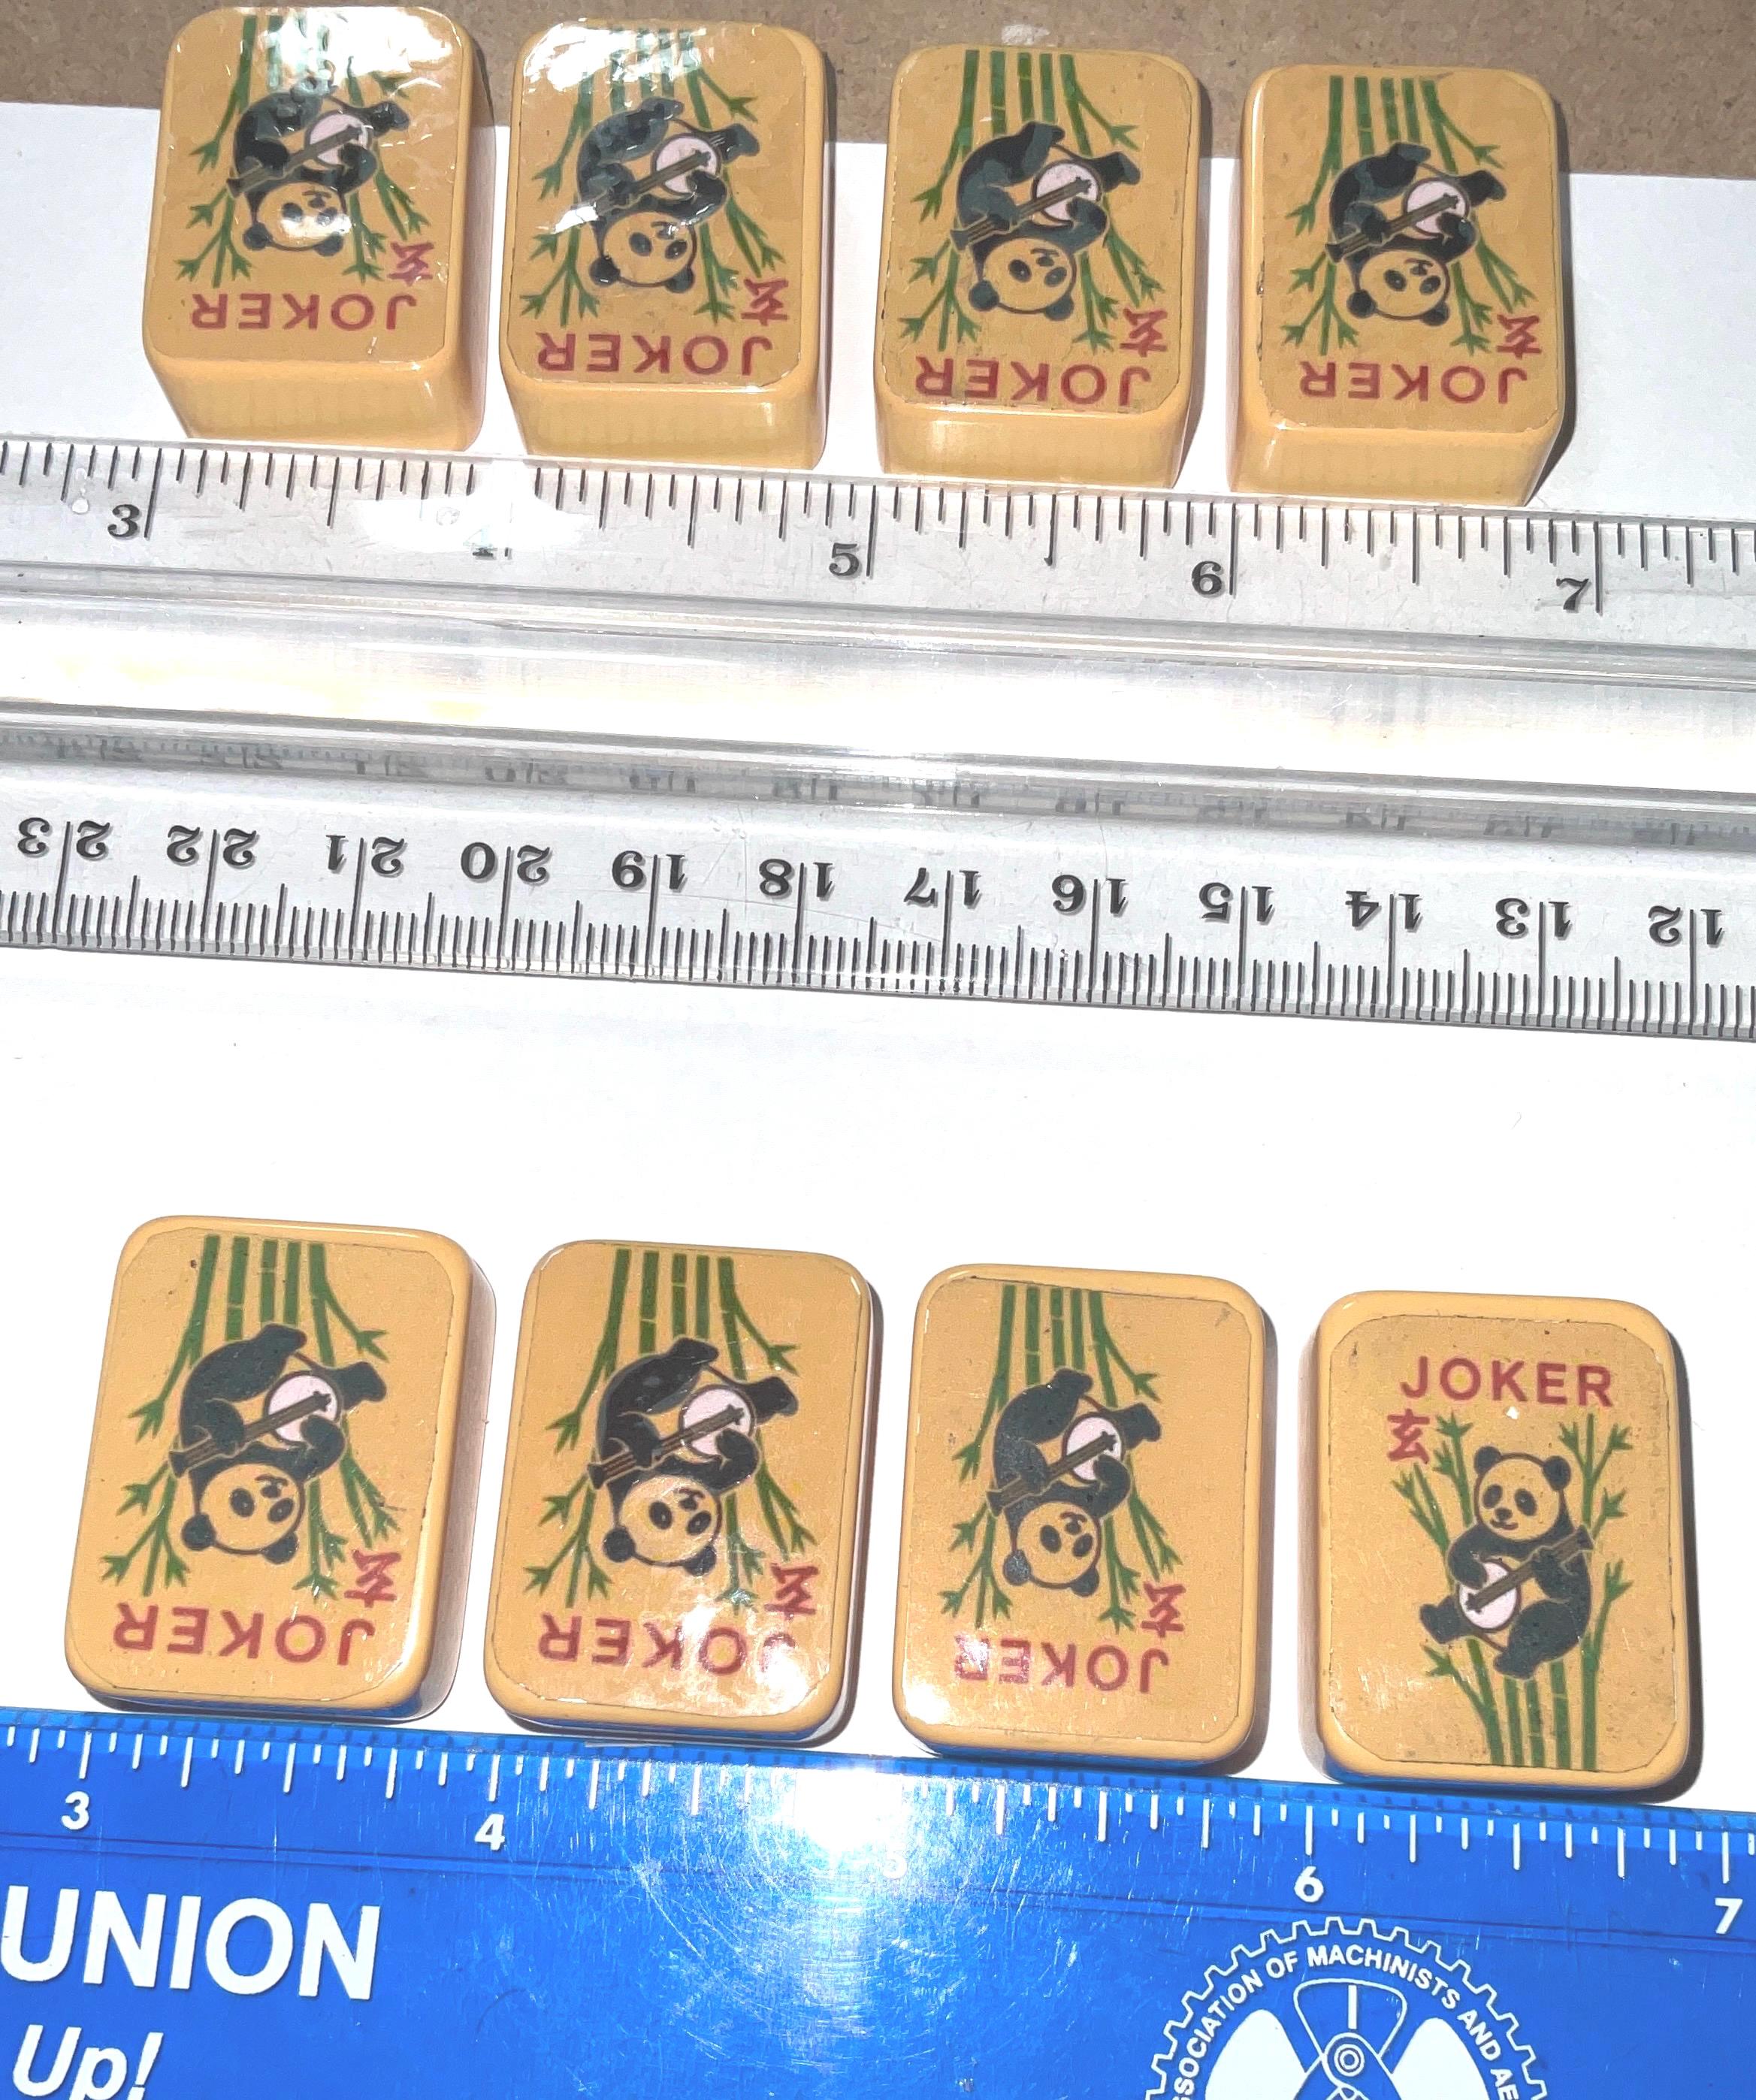 JOKER
玄
JOKER
玄
JOKER
玄
JOKER
玄
3 4 5 6 7
23 22 21 20 19 18 17 16 15 14 13 12
JOKER
玄
JOKER
玄
JOKER
玄
JOKER
玄
3 4 5 6 7
UNION
Up!
SSOCIATION OF MACHINISTS AND AE